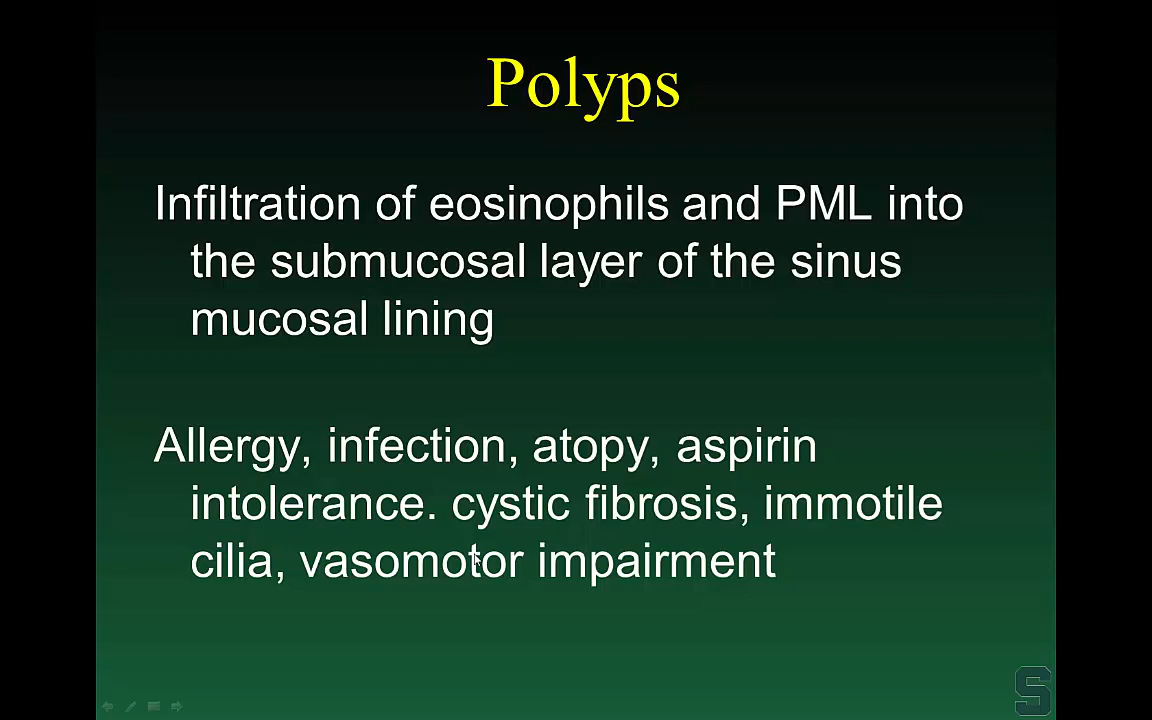 Polyps
Infiltration of eosinophils and PML into
the submucosal layer of the sinus
mucosal lining
Allergy, infection, atopy, aspirin
intolerance. cystic fibrosis, immotile
cilia, vasomotor impairment
S